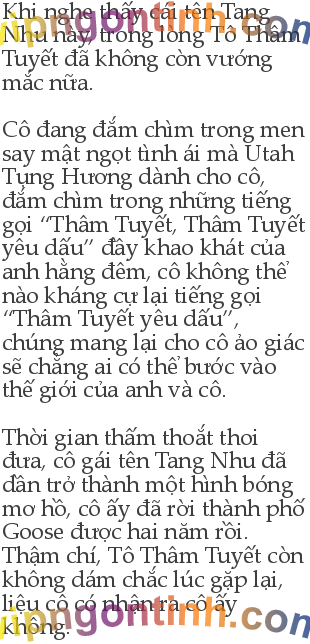 Khi nghe thấy cái tên Tang
Nhu này, trong lòng Tô Thâm
Tuyết đã không còn vướng
mắc nữa.
Cô đang đắm chìm trong men
say mật ngọt tình ái mà Utah
Tụng Hương dành cho cô,
đắm chìm trong những tiếng
gọi “Thâm Tuyết, Thâm Tuyết
yêu dấu” đầy khao khát của
anh hằng đêm, cô không thể
nào kháng cự lại tiếng gọi
“Thâm Tuyết yêu dấu”,
chúng mang lại cho cô ảo giác
sẽ chẳng ai có thể bước vào
thế giới của anh và cô.
Thời gian thấm thoắt thoi
đưa, cô gái tên Tang Nhu đã
dần trở thành một hình bóng
mơ hồ, cô ấy đã rời thành phố
Goose được hai năm rồi.
Thậm chí, Tô Thâm Tuyết còn
không dám chắc lúc gặp lại,
liệu cô có nhận ra cô ấy
không.